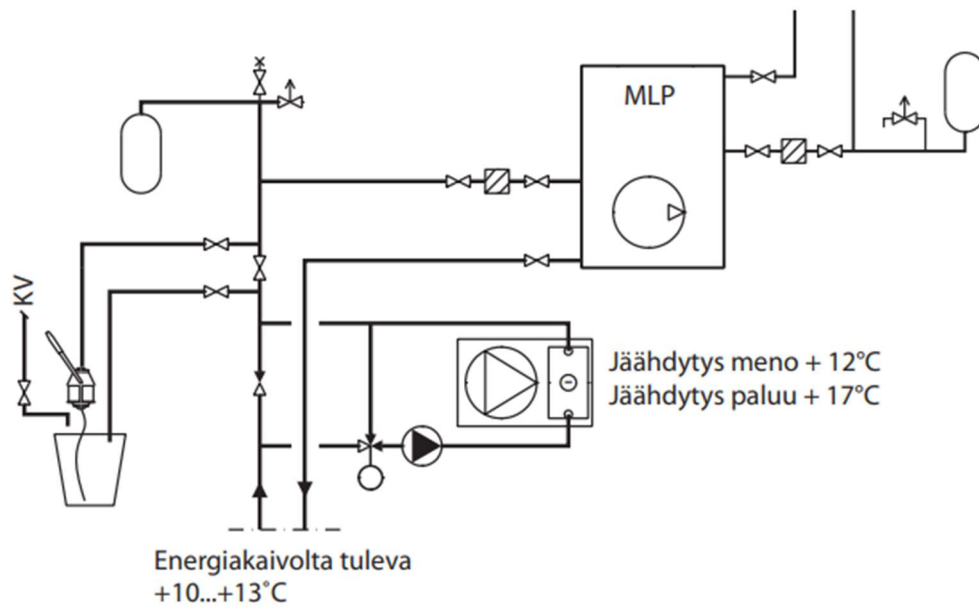 MLP
KV
Jäähdytys meno + 12°C
Jäähdytys paluu + 17°C
Energiakaivolta tuleva
+10...+13˚C